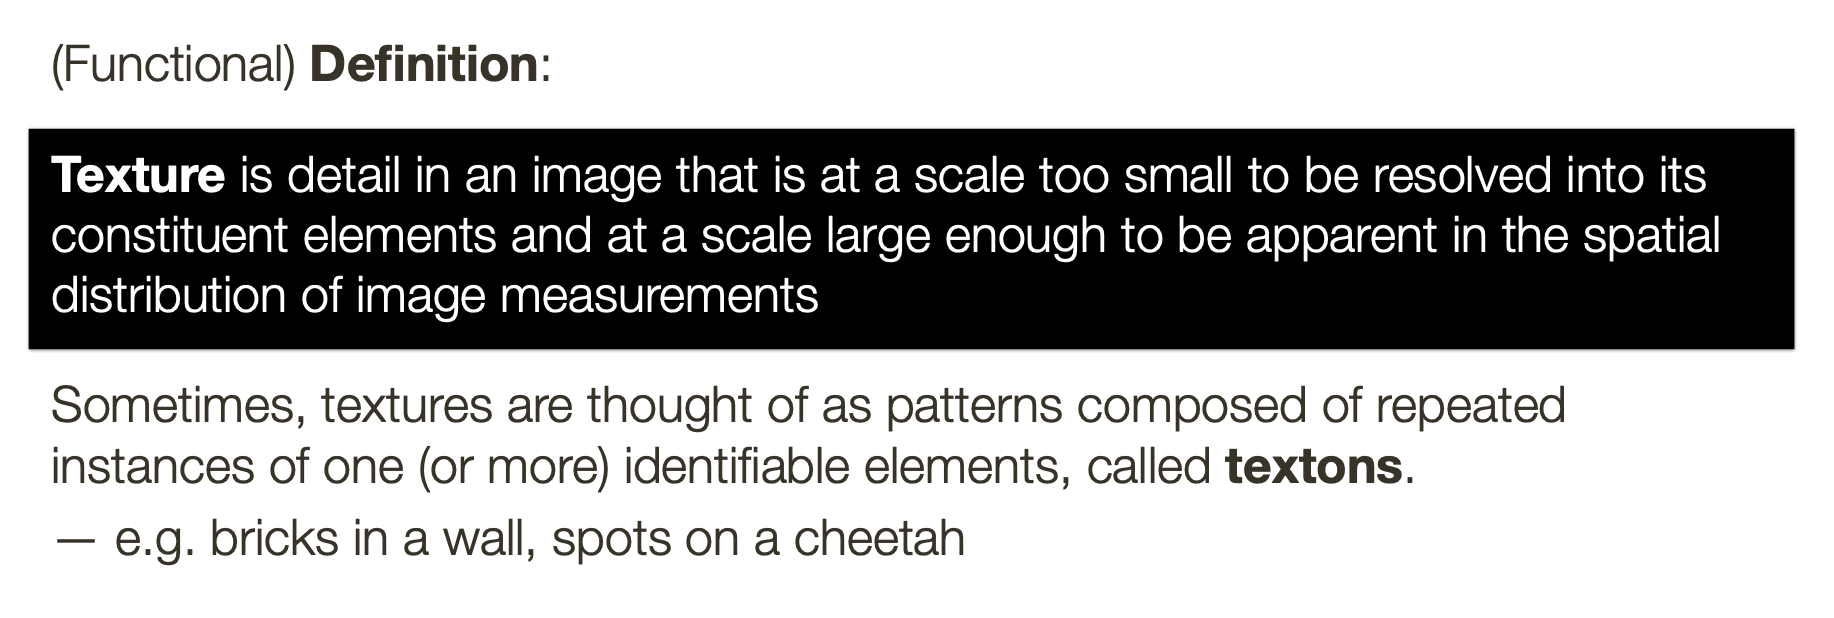 (Functional) Definition:
Texture is detail in an image that is at a scale too small to be resolved into its
constituent elements and at a scale large enough to be apparent in the spatial
distribution of image measurements
Sometimes, textures are thought of as patterns composed of repeated
instances of one (or more) identifiable elements, called textons.
— e.g. bricks in a wall, spots on a cheetah